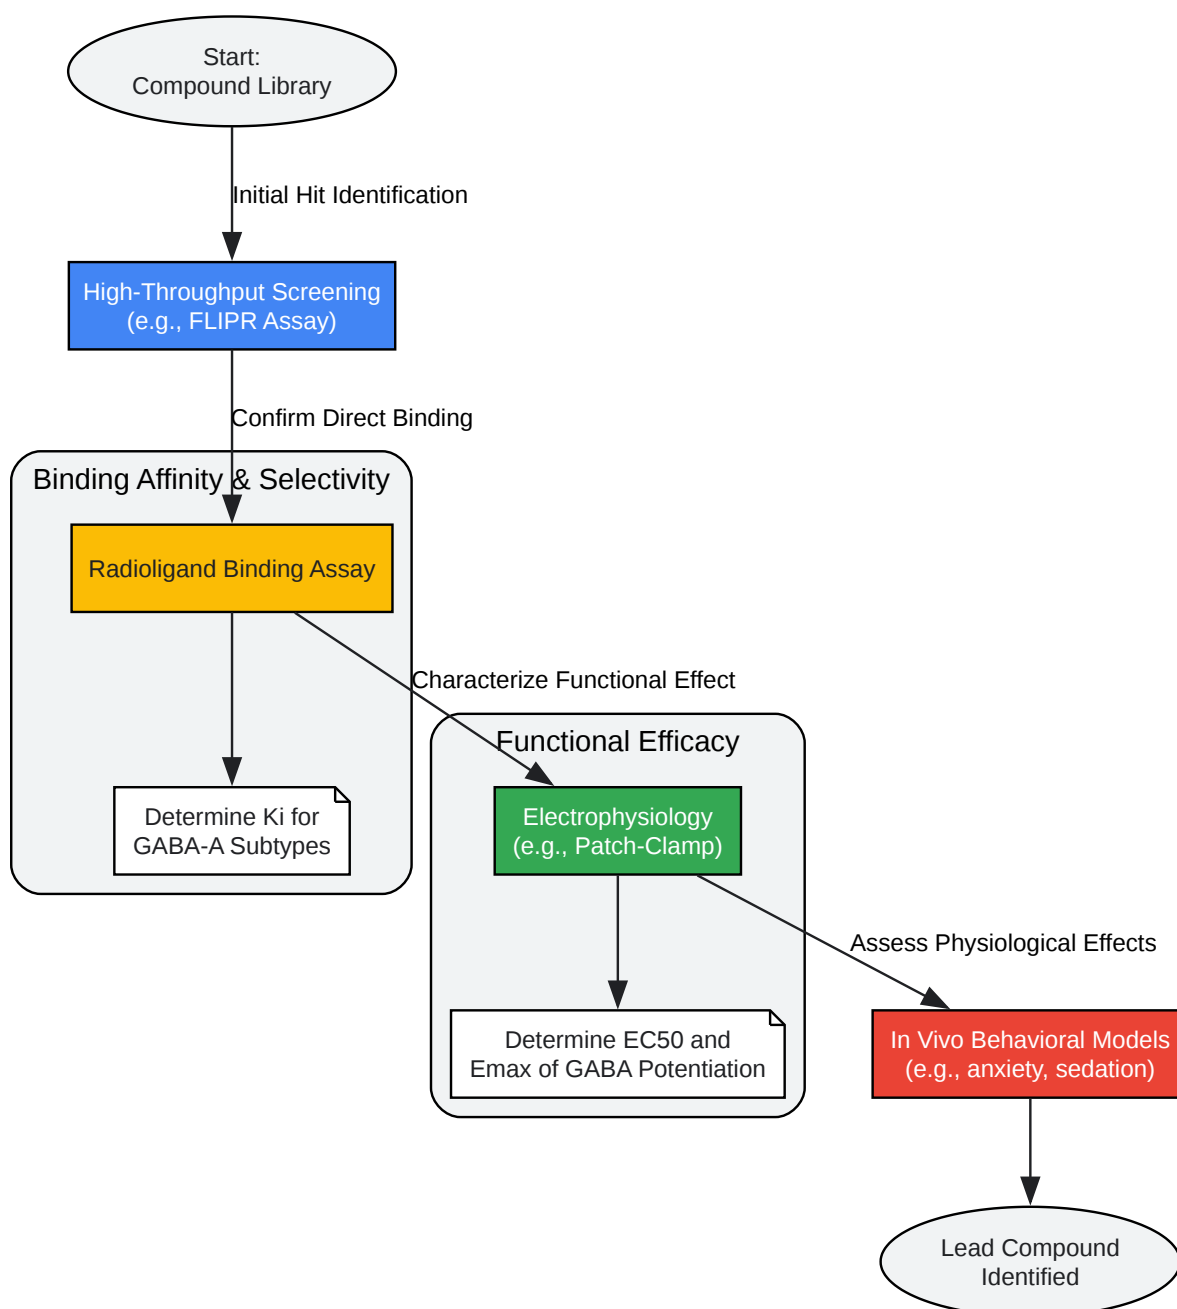 Start:
Compound Library
Initial Hit Identification
High-Throughput Screening
(e.g., FLIPR Assay)
Confirm Direct Binding
Binding Affinity & Selectivity
Radioligand Binding Assay
Characterize Functional Effect
Functional Efficacy
Determine Ki for
GABA-A Subtypes
Electrophysiology
(e.g., Patch-Clamp)
Assess Physiological Effects
Determine EC50 and
Emax of GABA Potentiation
In Vivo Behavioral Models
(e.g., anxiety, sedation)
Lead Compound
Identified